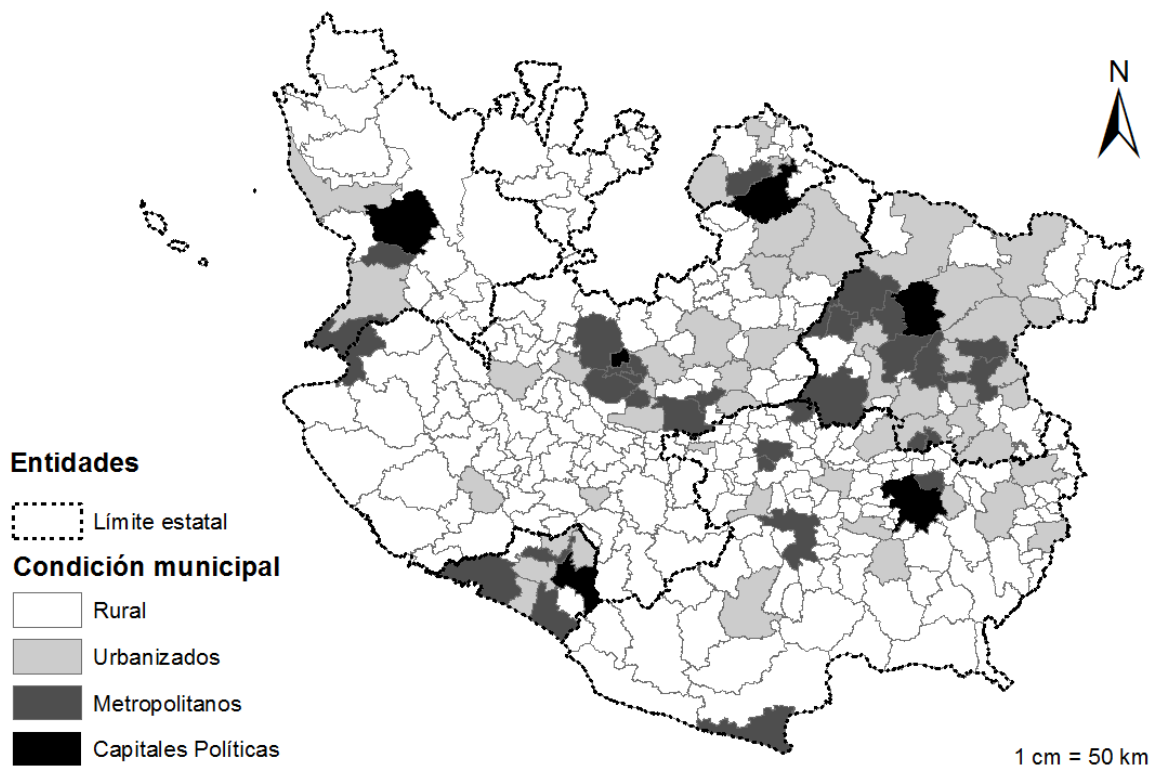 N
Entidades
Límite estatal
Condición municipal
Rural
Urbanizados
Metropolitanos
Capitales Políticas
1 cm = 50 km